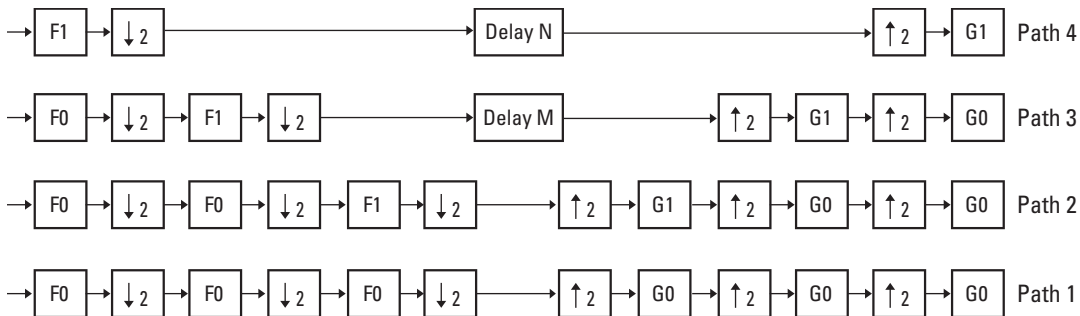 F1 ↓2 Delay N ↑2 G1 Path 4
F0 ↓2 F1 ↓2 Delay M ↑2 G1 ↑2 G0 Path 3
F0 ↓2 F0 ↓2 F1 ↓2 ↑2 G1 ↑2 G0 ↑2 G0 Path 2
F0 ↓2 F0 ↓2 F0 ↓2 ↑2 G0 ↑2 G0 ↑2 G0 Path 1